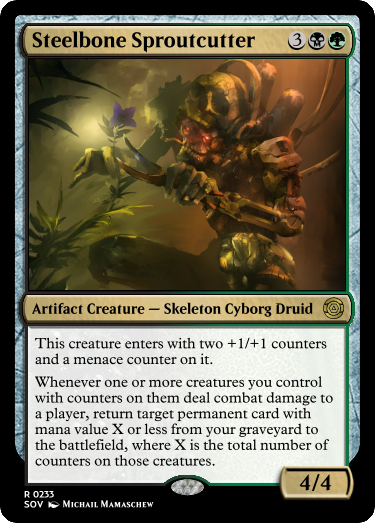 Steelbone Sproutcutter 3
Artifact Creature — Skeleton Cyborg Druid
This creature enters with two +1/+1 counters
and a menace counter on it.
Whenever one or more creatures you control
with counters on them deal combat damage to
a player, return target permanent card with
mana value X or less from your graveyard to
the battlefield, where X is the total number of
counters on those creatures.
4/4
R 0233
SOV Michail Mamaschew